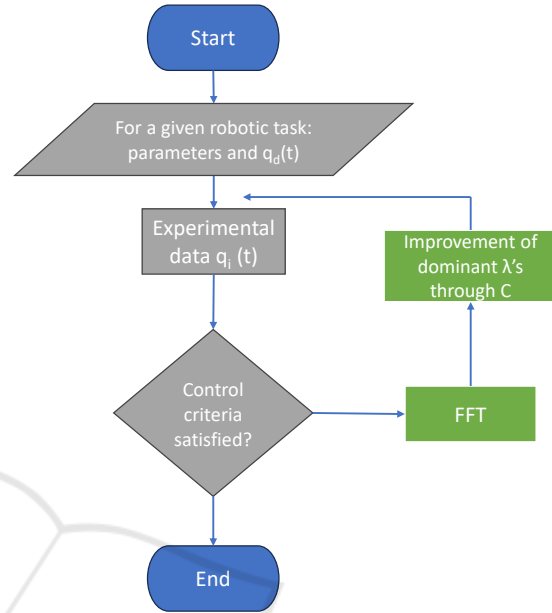 Start
For a given robotic task:
parameters and q_d(t)
Experimental
data q_i (t)
Improvement of
dominant λ's
through C
Control
criteria
satisfied?
FFT
End